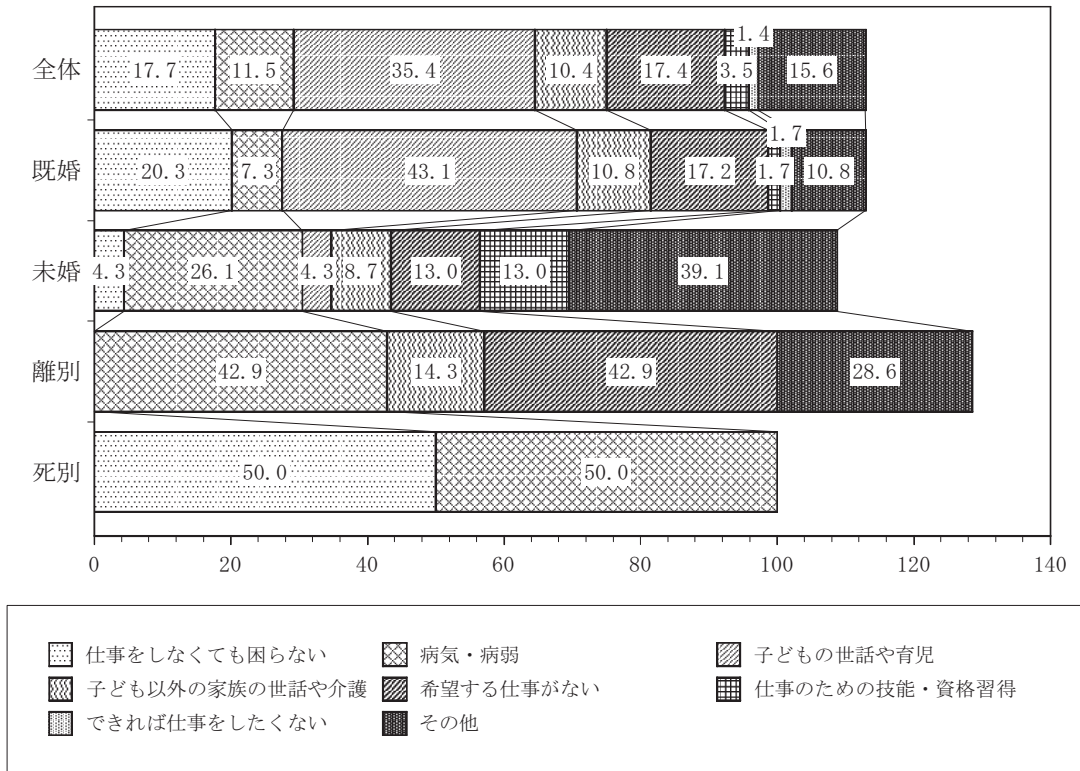 1.4
全体 17.7 11.5 35.4 10.4 17.4 3.5 15.6
1.7
既婚 20.3 7.3 43.1 10.8 17.2 1.7 10.8
未婚 4.3 26.1 4.3 8.7 13.0 13.0 39.1
離別 42.9 14.3 42.9 28.6
死別 50.0 50.0
0 20 40 60 80 100 120 140
仕事をしなくても困らない 病気・病弱 子どもの世話や育児
子ども以外の家族の世話や介護 希望する仕事がない 仕事のための技能・資格習得
できれば仕事をしたくない その他